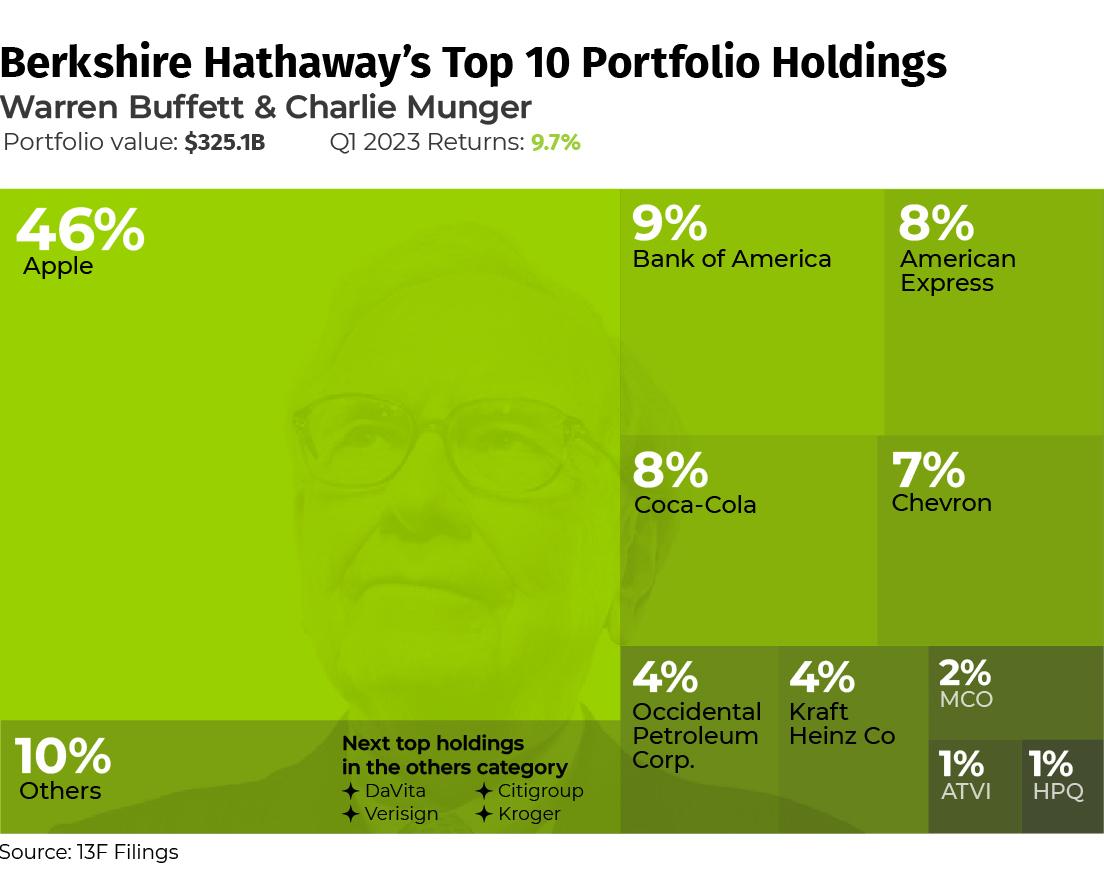 Berkshire Hathaway’s Top 10 Portfolio Holdings
Warren Buffett & Charlie Munger
Portfolio value: $325.1B Q1 2023 Returns: 9.7%
46%
Apple
9%
Bank of America
8%
American
Express
8%
Coca-Cola
7%
Chevron
4%
Occidental
Petroleum
Corp.
4%
Kraft
Heinz Co
2%
MCO
1%
ATVI
1%
HPQ
10%
Others
Next top holdings
in the others category
DaVita
Citigroup
Verisign
Kroger
Source: 13F Filings